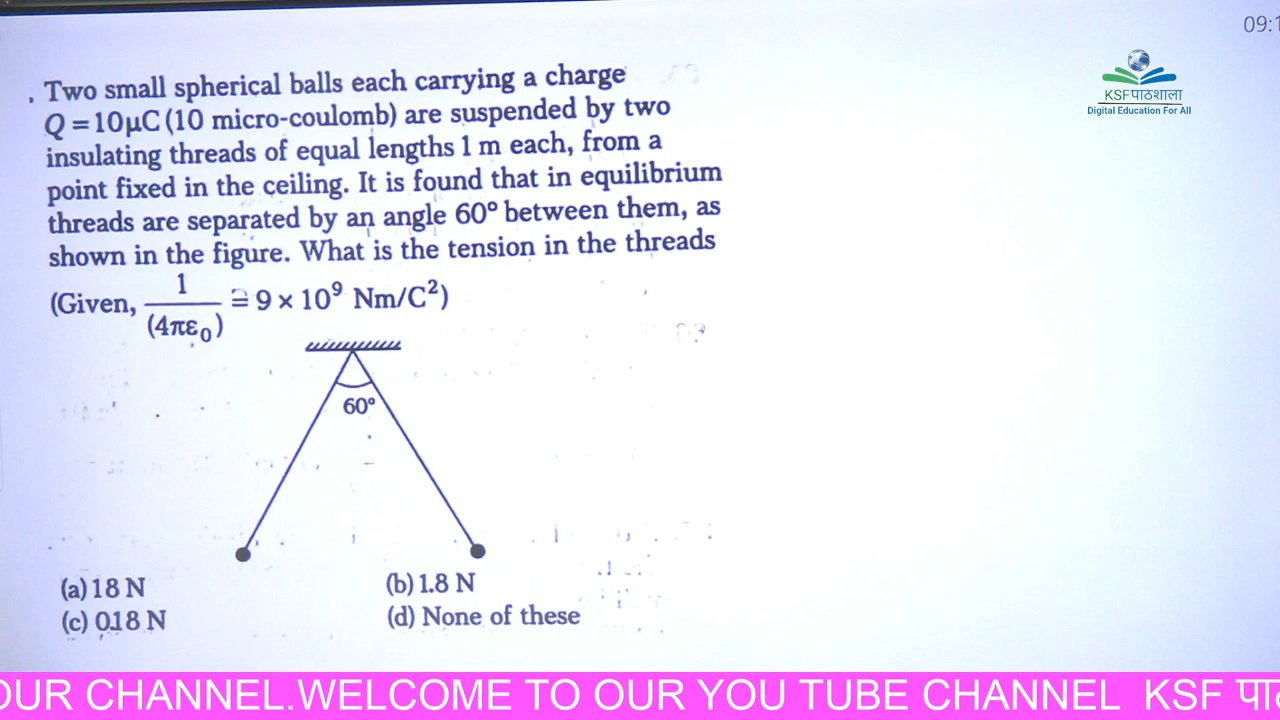 09:1
. Two small spherical balls each carrying a charge
Q = 10μC (10 micro-coulomb) are suspended by two
insulating threads of equal lengths 1 m each, from a
point fixed in the ceiling. It is found that in equilibrium
threads are separated by an angle 60° between them, as
shown in the figure. What is the tension in the threads
(Given, 1/(4πε₀) ≅ 9 × 10⁹ Nm/C²)
60°
(a) 18 N (b) 1.8 N
(c) 0.18 N (d) None of these
KSFपाठशाला
Digital Education For All
OUR CHANNEL.WELCOME TO OUR YOU TUBE CHANNEL KSF